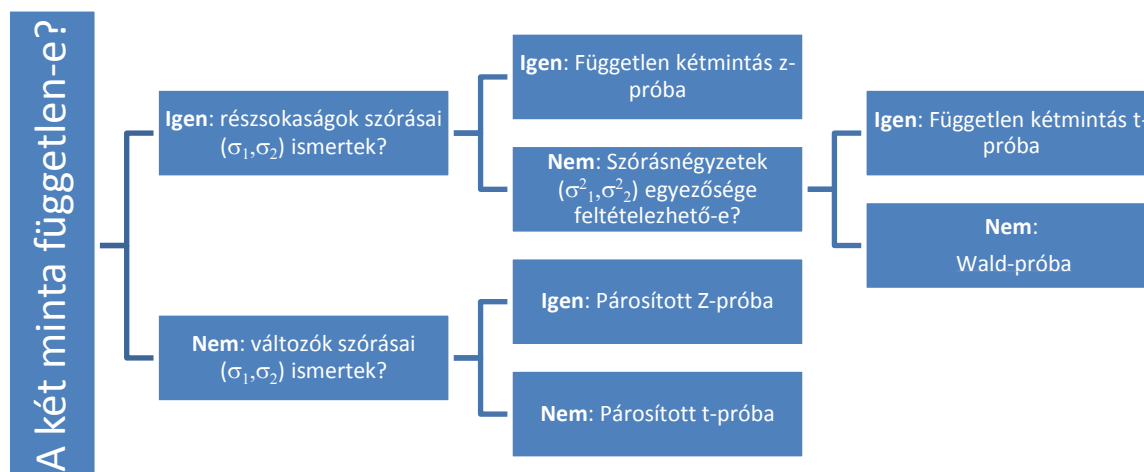 A két minta független-e?
Igen: részsokaságok szórásai
(σ₁,σ₂) ismertek?
Igen: Független kétmintás z-
próba
Nem: Szórásnégyzetek
(σ²₁,σ²₂) egyezősége
feltételezhető-e?
Igen: Független kétmintás t-
próba
Nem:
Wald-próba
Nem: változók szórásai
(σ₁,σ₂) ismertek?
Igen: Párosított Z-próba
Nem: Párosított t-próba